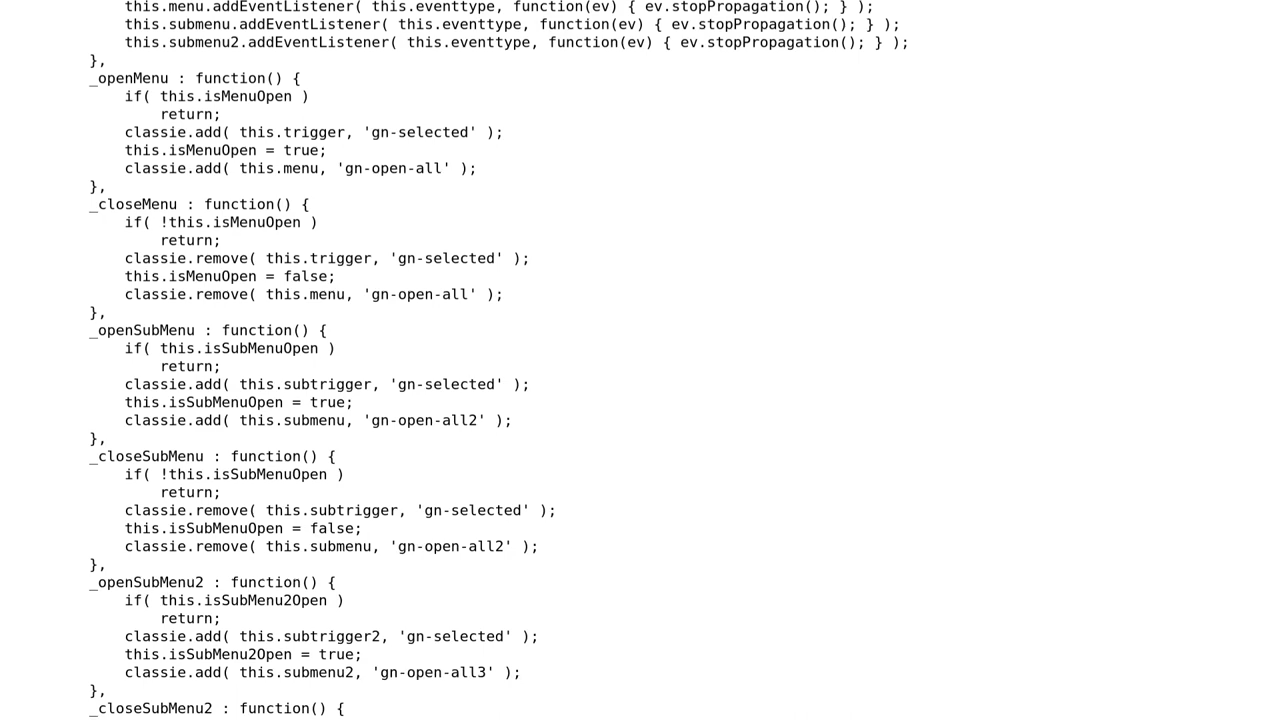 this.menu.addEventListener( this.eventtype, function(ev) { ev.stopPropagation(); } );
this.submenu.addEventListener( this.eventtype, function(ev) { ev.stopPropagation(); } );
this.submenu2.addEventListener( this.eventtype, function(ev) { ev.stopPropagation(); } );
},
_openMenu : function() {
if( this.isMenuOpen )
return;
classie.add( this.trigger, 'gn-selected' );
this.isMenuOpen = true;
classie.add( this.menu, 'gn-open-all' );
},
_closeMenu : function() {
if( !this.isMenuOpen )
return;
classie.remove( this.trigger, 'gn-selected' );
this.isMenuOpen = false;
classie.remove( this.menu, 'gn-open-all' );
},
_openSubMenu : function() {
if( this.isSubMenuOpen )
return;
classie.add( this.subtrigger, 'gn-selected' );
this.isSubMenuOpen = true;
classie.add( this.submenu, 'gn-open-all2' );
},
_closeSubMenu : function() {
if( !this.isSubMenuOpen )
return;
classie.remove( this.subtrigger, 'gn-selected' );
this.isSubMenuOpen = false;
classie.remove( this.submenu, 'gn-open-all2' );
},
_openSubMenu2 : function() {
if( this.isSubMenu2Open )
return;
classie.add( this.subtrigger2, 'gn-selected' );
this.isSubMenu2Open = true;
classie.add( this.submenu2, 'gn-open-all3' );
},
_closeSubMenu2 : function() {